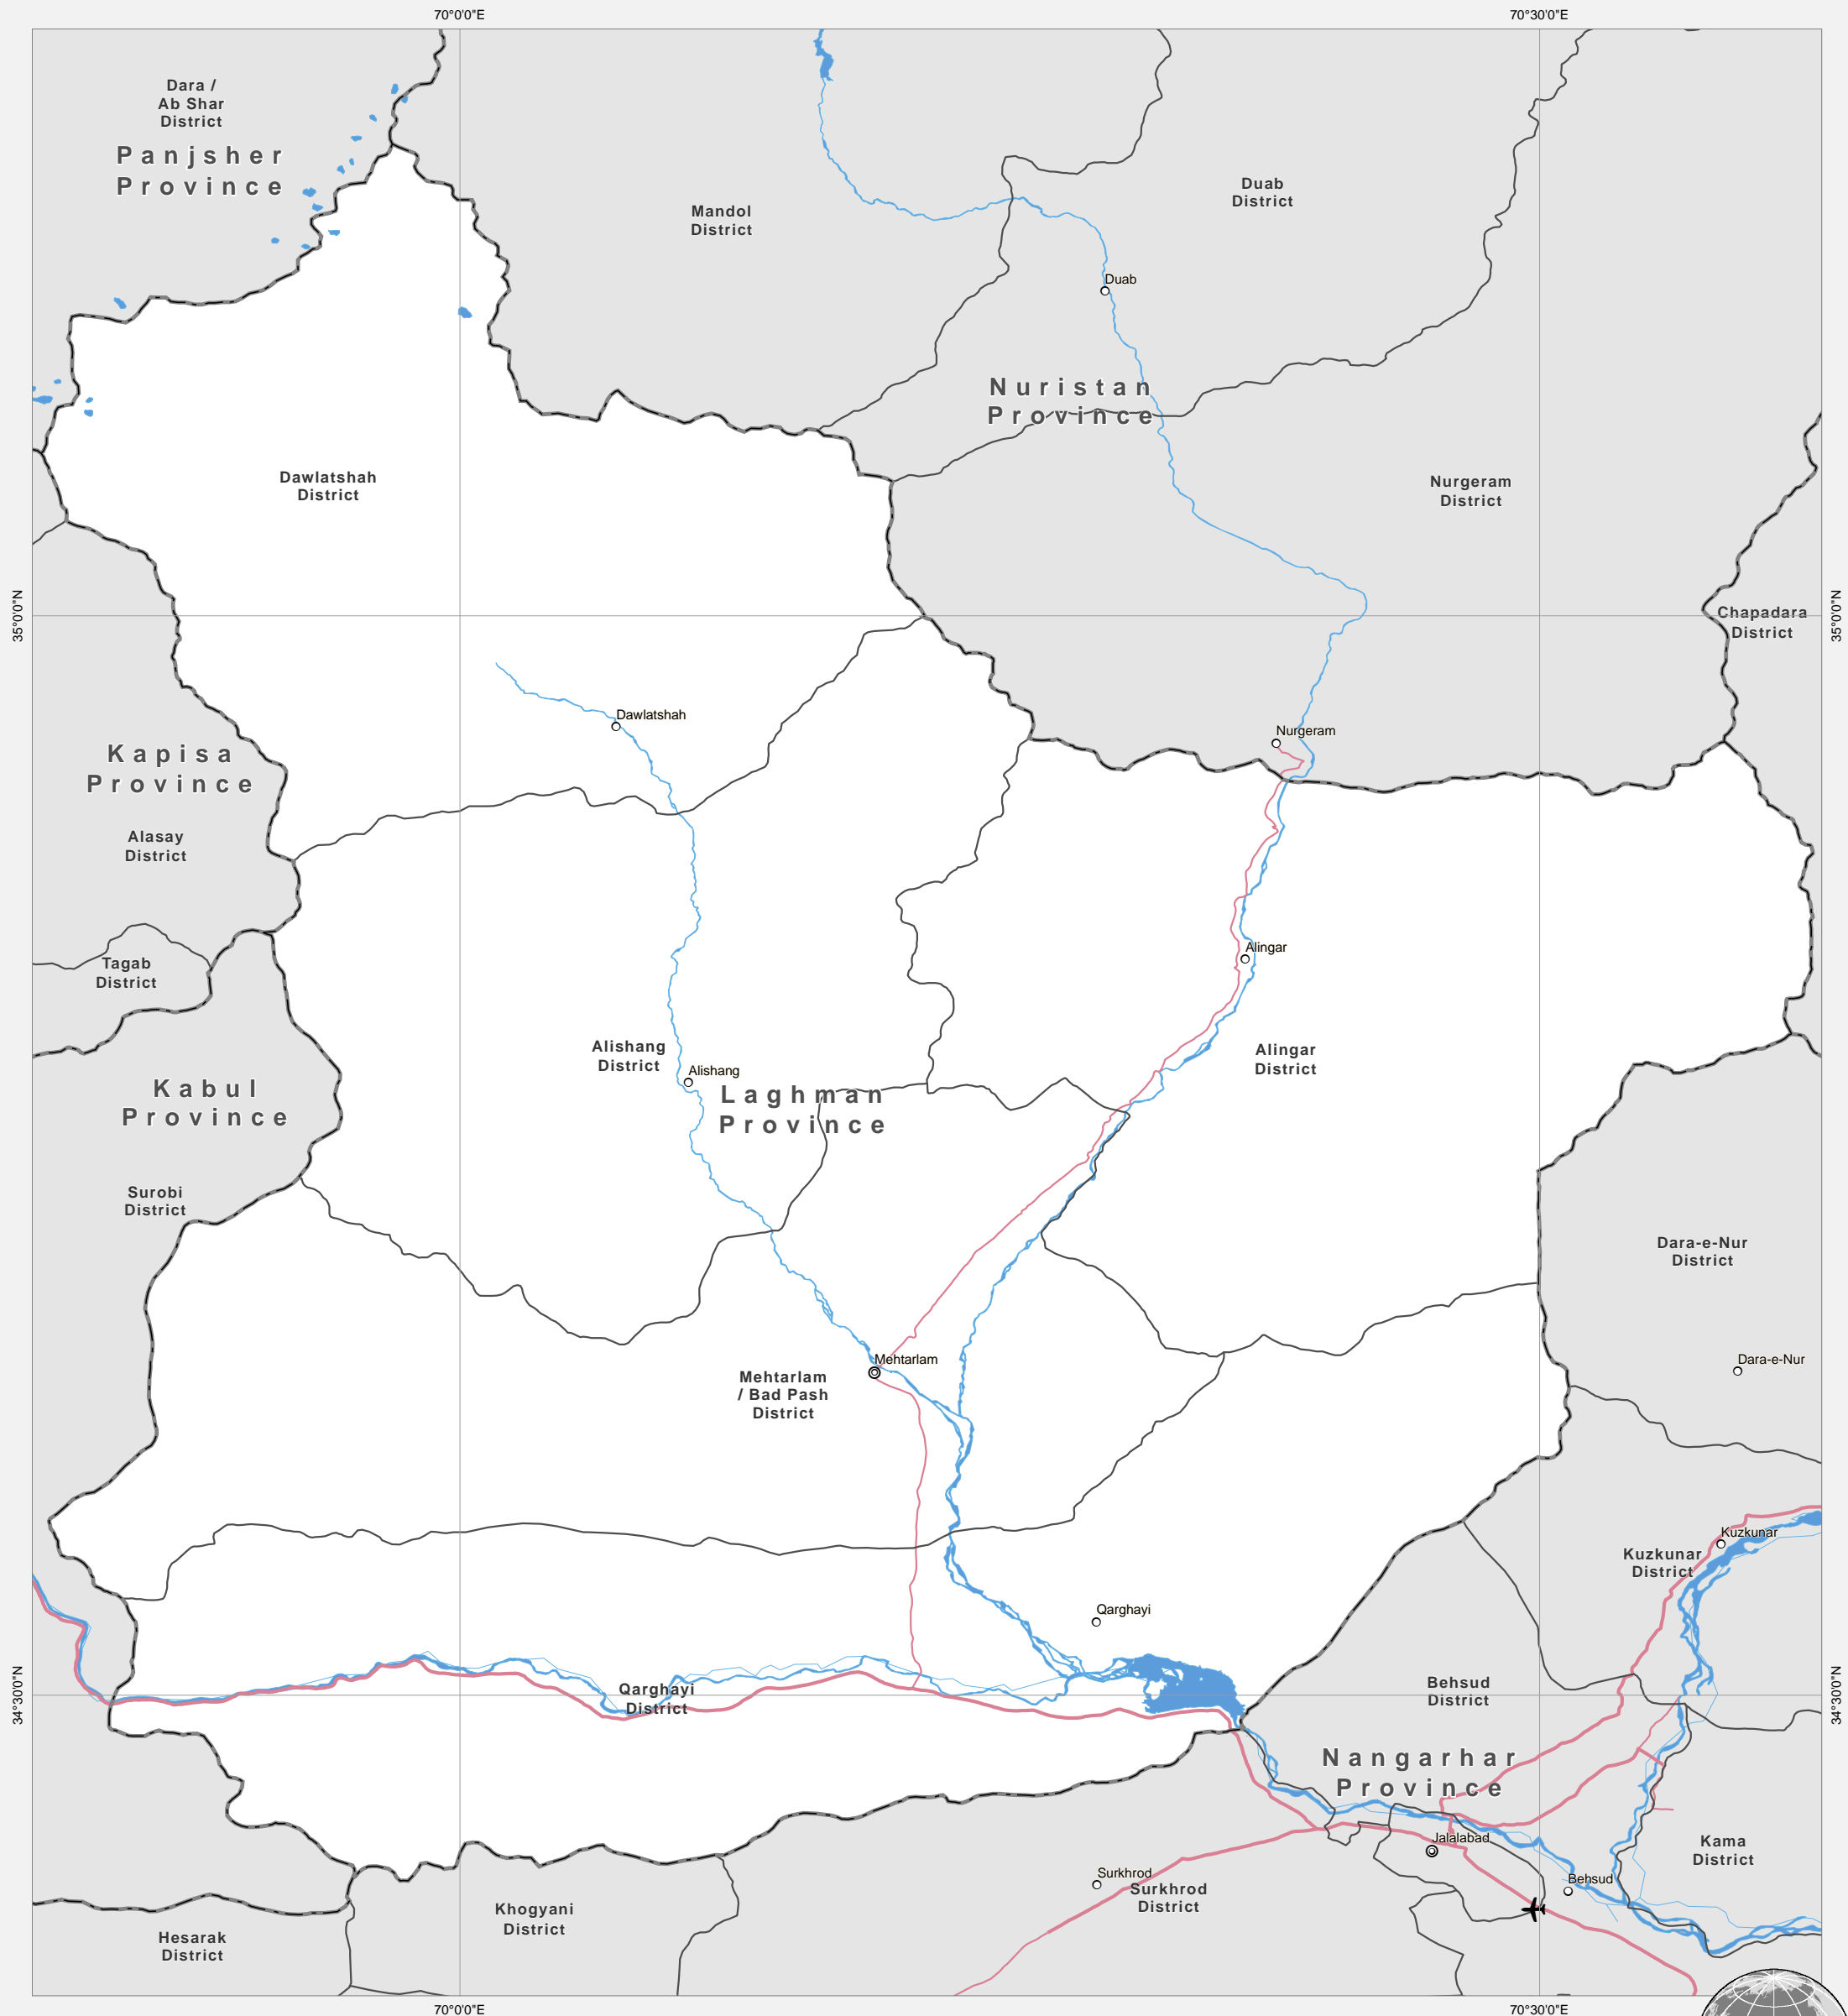 70°0'0"E
70°30'0"E
Dara /
Ab Shar
District
Panjsher
Province
Mandol
District
Duab
District
Duab
Nuristan
Province
Dawlatshah
District
Nurgeram
District
35°0'0"N
35°0'0"N
Chapadara
District
Dawlatshah
Nurgeram
Kapisa
Province
Alasay
District
Tagab
District
Alingar
Alishang
District
Alingar
District
Alishang
Kabul
Province
Laghman
Province
Surobi
District
Dara-e-Nur
District
Mehtarlam
Dara-e-Nur
Mehtarlam
/ Bad Pash
District
Kuzkunar
Kuzkunar
District
Qarghayi
34°30'0"N
34°30'0"N
Qarghayi
District
Behsud
District
Nangarhar
Province
Jalalabad
Kama
District
Surkhrod
Surkhrod
District
Behsud
Khogyani
District
Hesarak
District
70°0'0"E
70°30'0"E